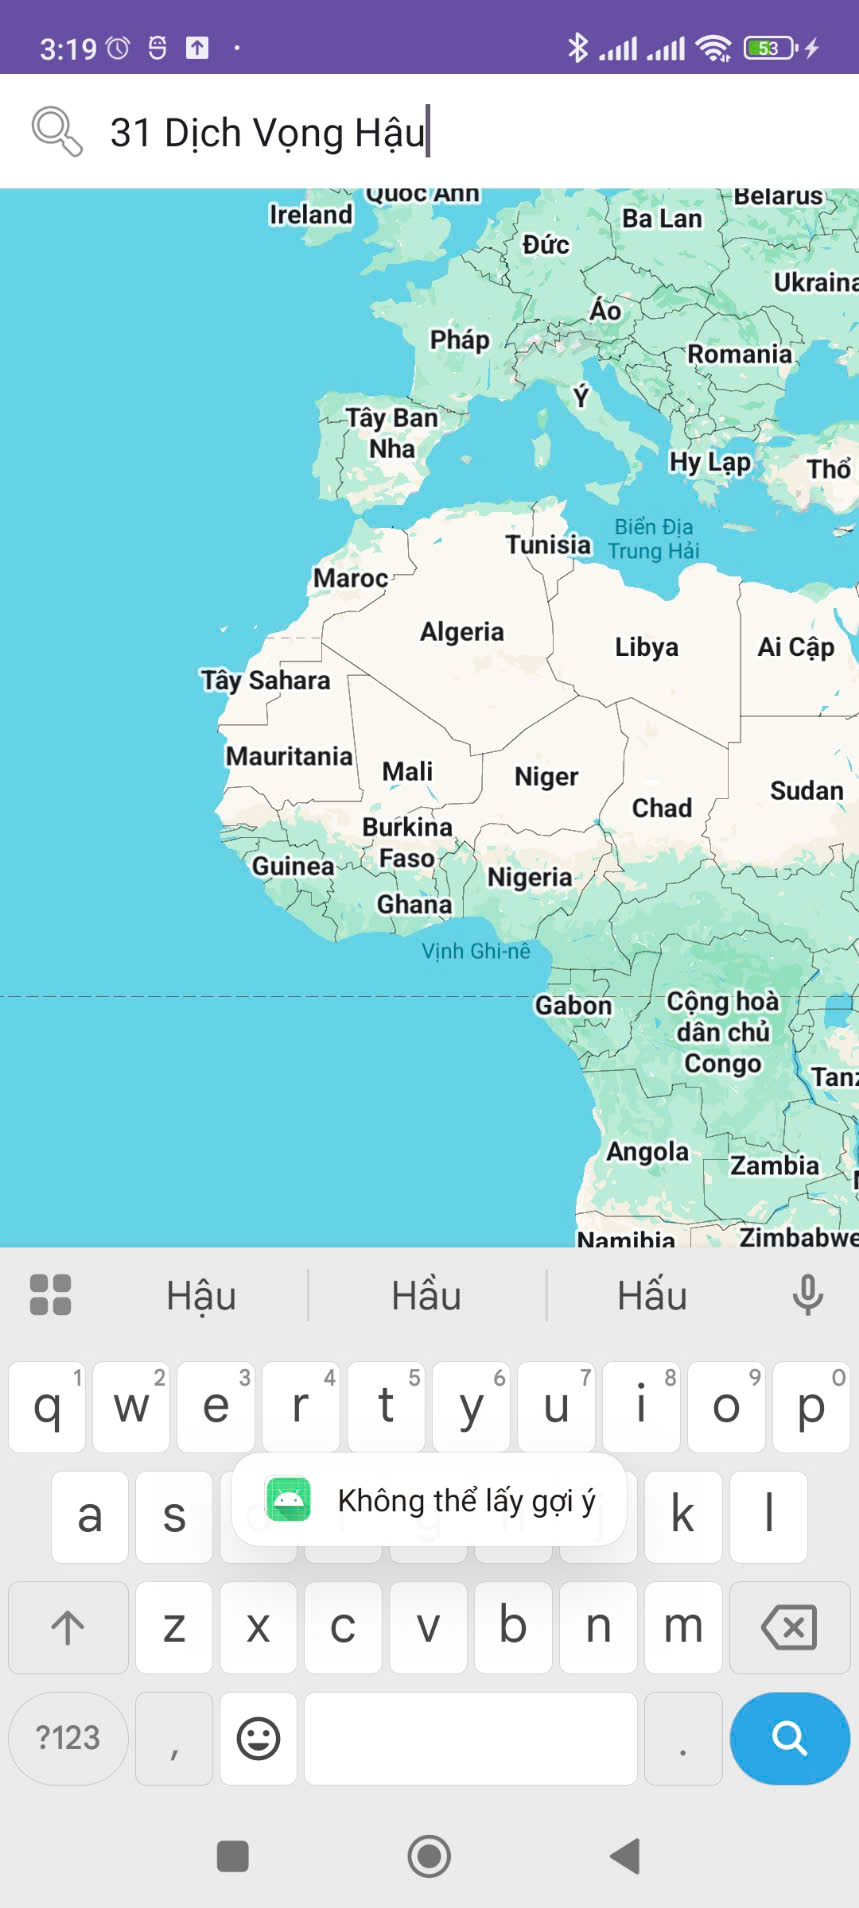 3:19
53
31 Dịch Vọng Hậu
Quốc Anh
Belarus
Ireland
Ba Lan
Đức
Ukraina
Áo
Pháp
Romania
Ý
Tây Ban
Nha
Hy Lạp
Thổ
Biển Địa
Trung Hải
Tunisia
Maroc
Algeria
Libya
Ai Cập
Tây Sahara
Mauritania
Mali
Niger
Sudan
Chad
Burkina
Faso
Guinea
Nigeria
Ghana
Vịnh Ghi-nê
Gabon
Cộng hoà
dân chủ
Congo
Tanz
Angola
Zambia
Namibia
Zimbabwe
Hậu Hầu Hấu
1 2 3 4 5 6 7 8 9 0
q w e r t y u i o p
a s k l
Không thể lấy gợi ý
z x c v b n m
?123 , .